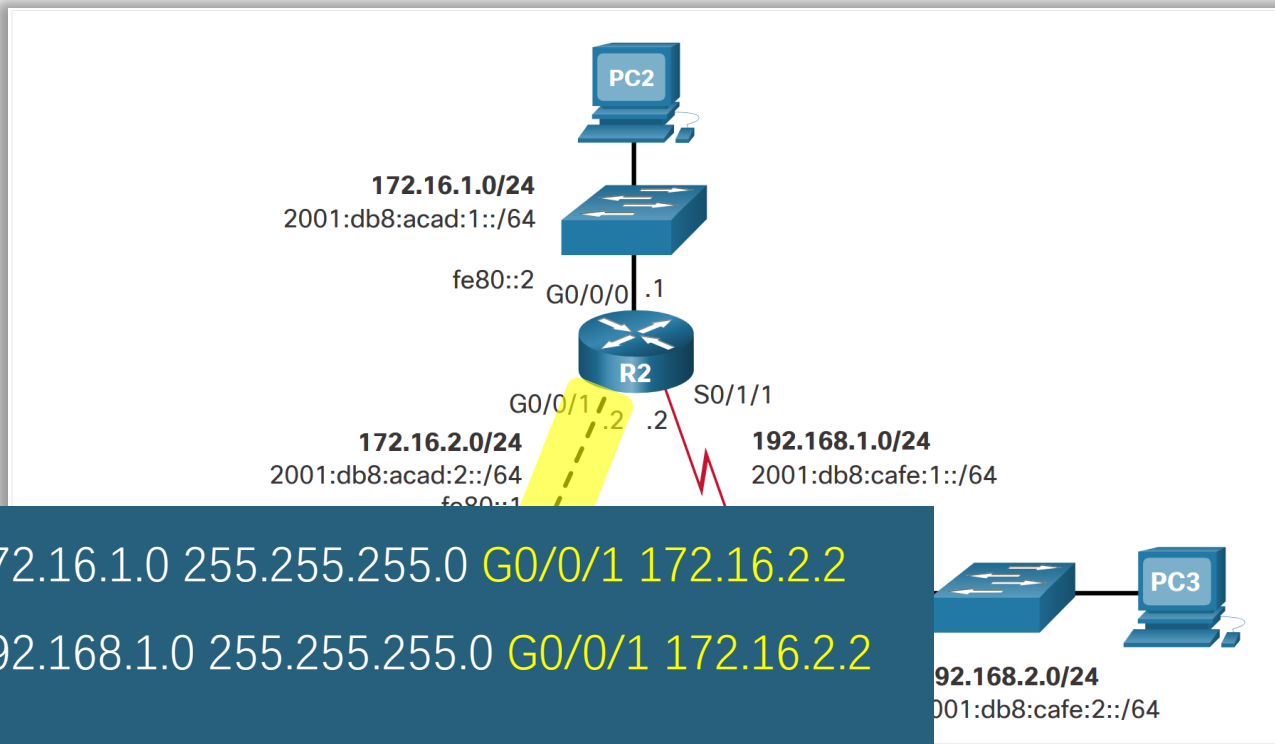 PC2
172.16.1.0/24
2001:db8:acad:1::/64
fe80::2
G0/0/0
.1
R2
G0/0/1
.2
.2
S0/1/1
172.16.2.0/24
2001:db8:acad:2::/64
fe80::1
192.168.1.0/24
2001:db8:cafe:1::/64
72.16.1.0 255.255.255.0 G0/0/1 172.16.2.2
92.168.1.0 255.255.255.0 G0/0/1 172.16.2.2
PC3
92.168.2.0/24
001:db8:cafe:2::/64